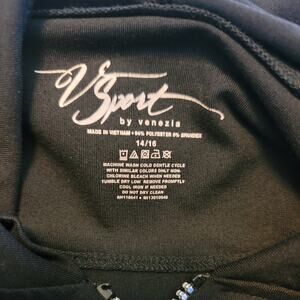 V Sport
by venezia
MADE IN VIETNAM • 94% POLYESTER 6% SPANDEX
14/16
MACHINE WASH COLD GENTLE CYCLE
WITH SIMILAR COLORS ONLY NON-
CHLORINE BLEACH WHEN NEEDED
TUMBLE DRY LOW REMOVE PROMPTLY
COOL IRON IF NEEDED
DO NOT DRY CLEAN